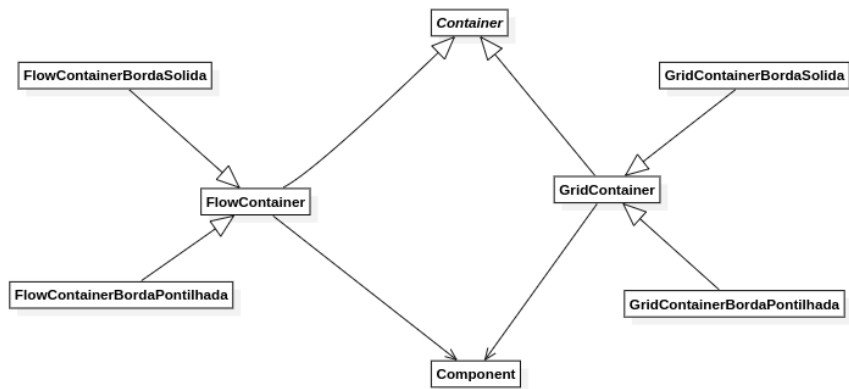 Container
FlowContainerBordaSolida
GridContainerBordaSolida
FlowContainer
GridContainer
FlowContainerBordaPontilhada
GridContainerBordaPontilhada
Component